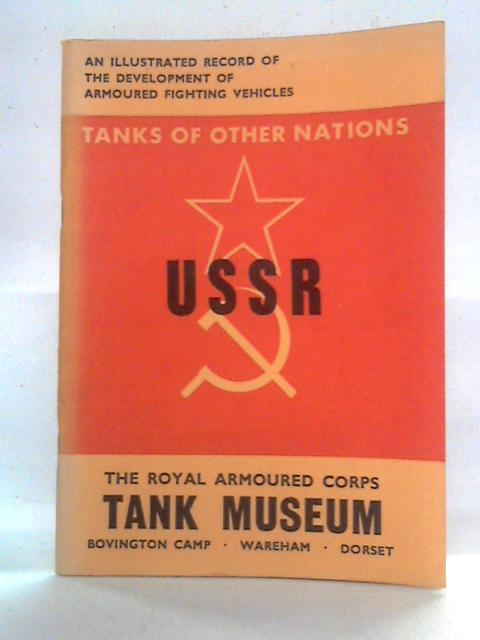 AN ILLUSTRATED RECORD OF
THE DEVELOPMENT OF
ARMOURED FIGHTING VEHICLES
TANKS OF OTHER NATIONS
USSR
THE ROYAL ARMOURED CORPS
TANK MUSEUM
BOVINGTON CAMP · WAREHAM · DORSET